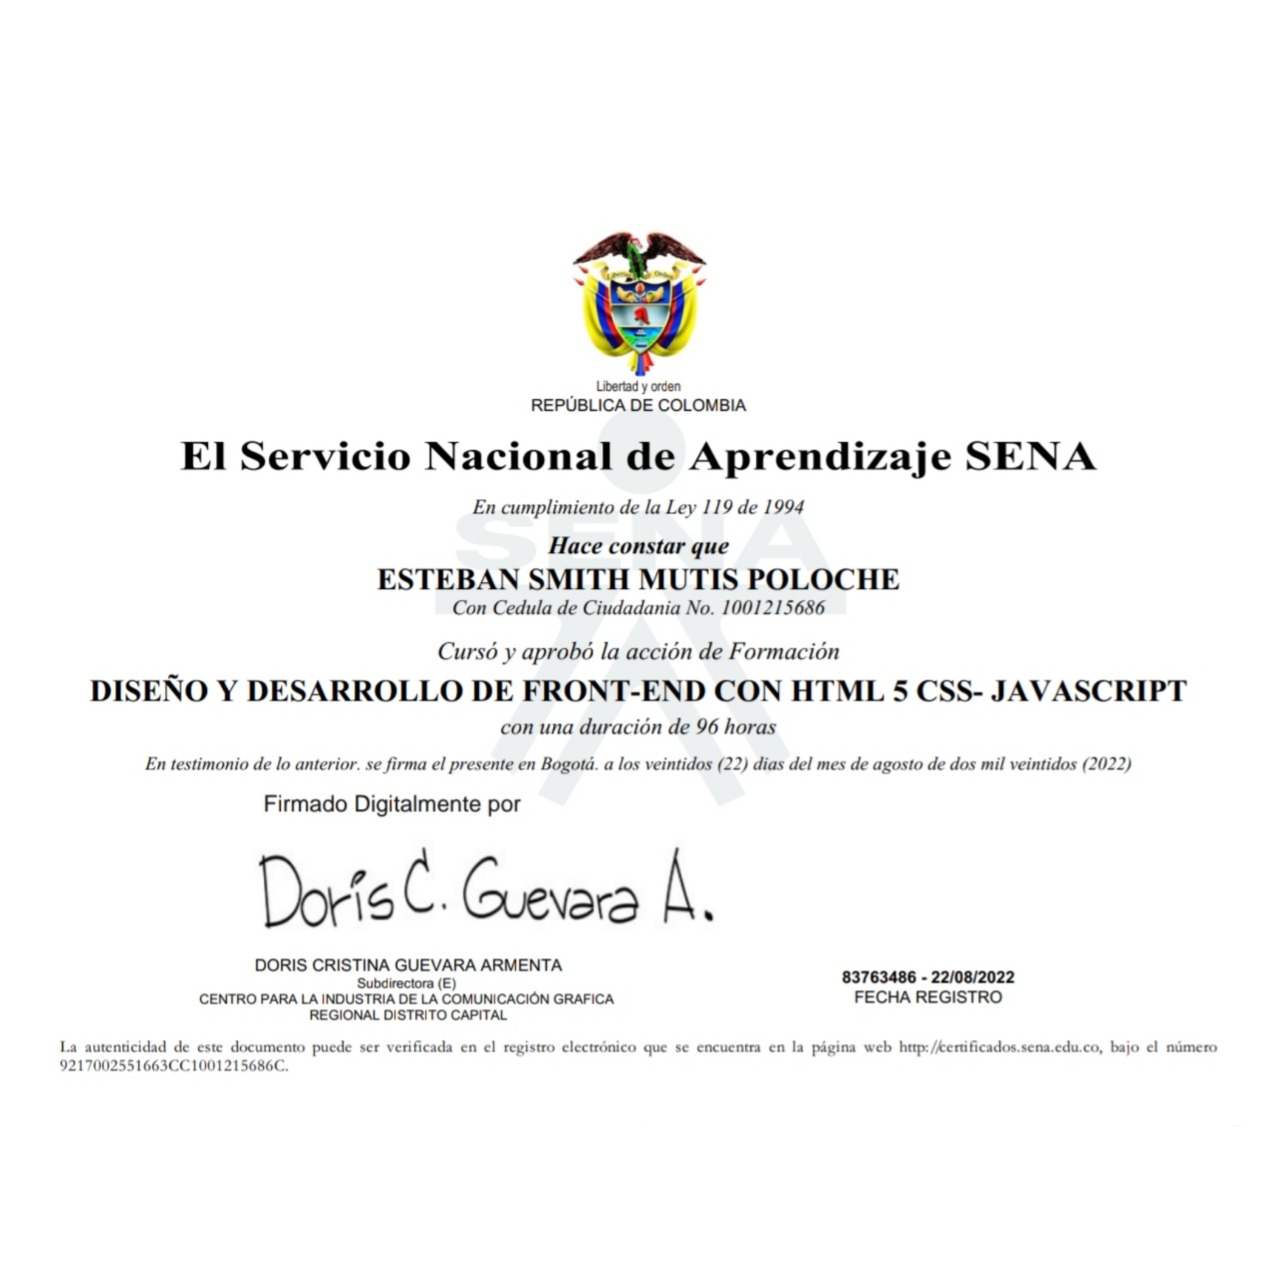 Libertad y Orden
Libertad y orden
REPÚBLICA DE COLOMBIA
El Servicio Nacional de Aprendizaje SENA
En cumplimiento de la Ley 119 de 1994
SENA
Hace constar que
ESTEBAN SMITH MUTIS POLOCHE
Con Cedula de Ciudadania No. 1001215686
Cursó y aprobó la acción de Formación
DISEÑO Y DESARROLLO DE FRONT-END CON HTML 5 CSS- JAVASCRIPT
con una duración de 96 horas
En testimonio de lo anterior. se firma el presente en Bogotá. a los veintidos (22) dias del mes de agosto de dos mil veintidos (2022)
Firmado Digitalmente por
Doris C. Guevara A.
DORIS CRISTINA GUEVARA ARMENTA
Subdirectora (E)
CENTRO PARA LA INDUSTRIA DE LA COMUNICACIÓN GRAFICA
REGIONAL DISTRITO CAPITAL
83763486 - 22/08/2022
FECHA REGISTRO
La autenticidad de este documento puede ser verificada en el registro electrónico que se encuentra en la página web http://certificados.sena.edu.co, bajo el número
9217002551663CC1001215686C.